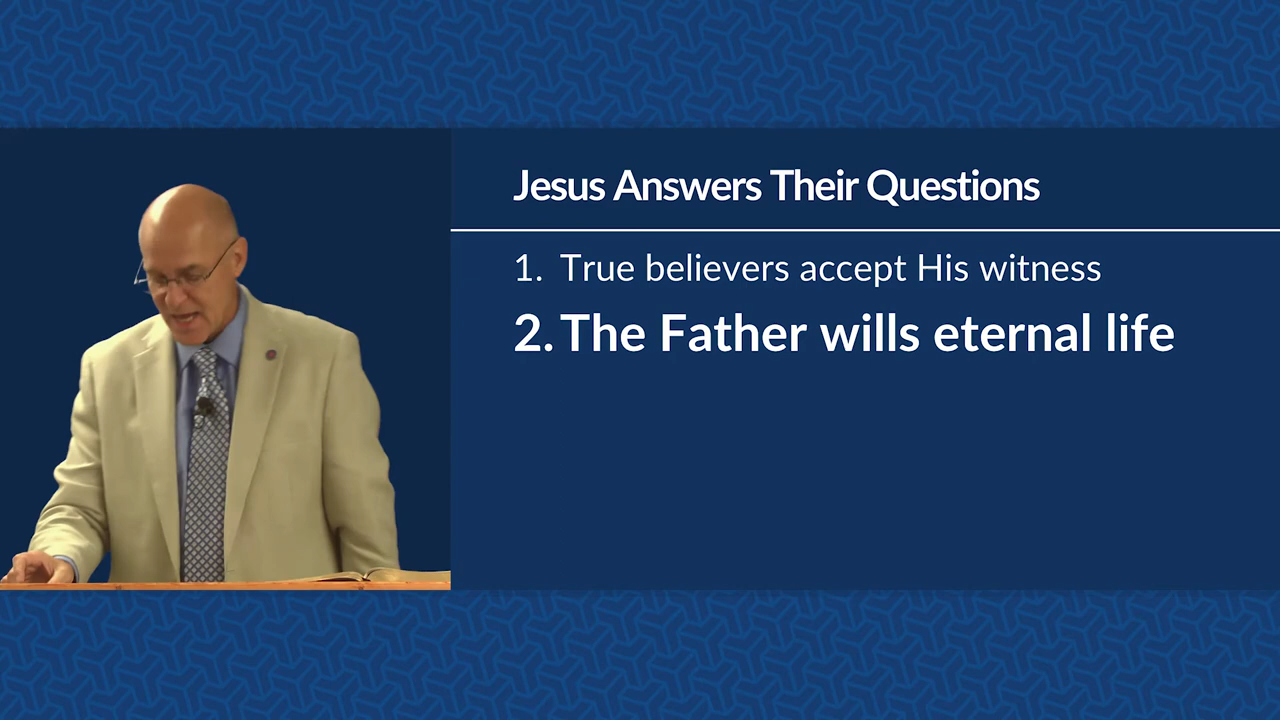 Jesus Answers Their Questions
1. True believers accept His witness
2. The Father wills eternal life